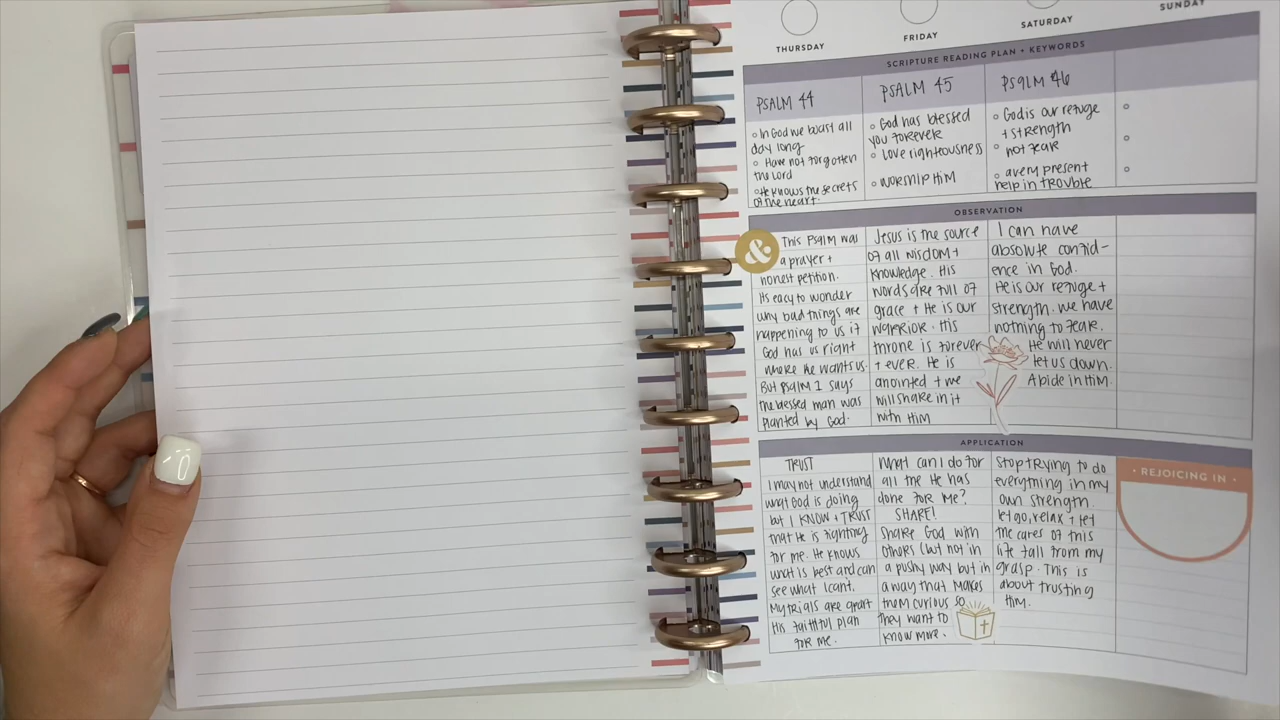 THURSDAY
FRIDAY
SATURDAY
SUNDAY
SCRIPTURE READING PLAN • KEYWORDS
PSALM 44
In God we boast all
day long
Have not forgotten
the Lord
He knows the secrets
of the heart.
PSALM 45
God has blessed
you forever
Love righteousness
WORSHIP HIM
PSALM 46
God is our refuge
+ strength
not fear
a very present
help in trouble
OBSERVATION
&
This Psalm was
a prayer +
honest petition.
Its easy to wonder
why bad things are
happening to us if
God has us right
where he wants us.
But Psalm 1 says
the blessed man was
planted by God.
Jesus is the source
of all wisdom +
knowledge. His
words are full of
grace + He is our
warrior. His
throne is forever
+ ever. He is
anointed + we
will share in it
with Him
I can have
absolute confid-
ence in God.
He is our refuge +
strength. we have
nothing to fear.
He will never
let us down.
Abide in Him.
APPLICATION
TRUST
I may not understand
what God is doing
but I KNOW + TRUST
that He is fighting
for me. He knows
what is best and can
see what I cant.
My trials are apart
His faithful plan
for me.
What can I do for
all the He has
done for me?
SHARE!
Share God with
others (but not in
a pushy way but in
a way that makes
them curious so
they want to
know more.
Stop trying to do
everything in my
own strength.
let go, relax + let
the cares of this
life fall from my
grasp. This is
about trusting
Him.
• REJOICING IN •